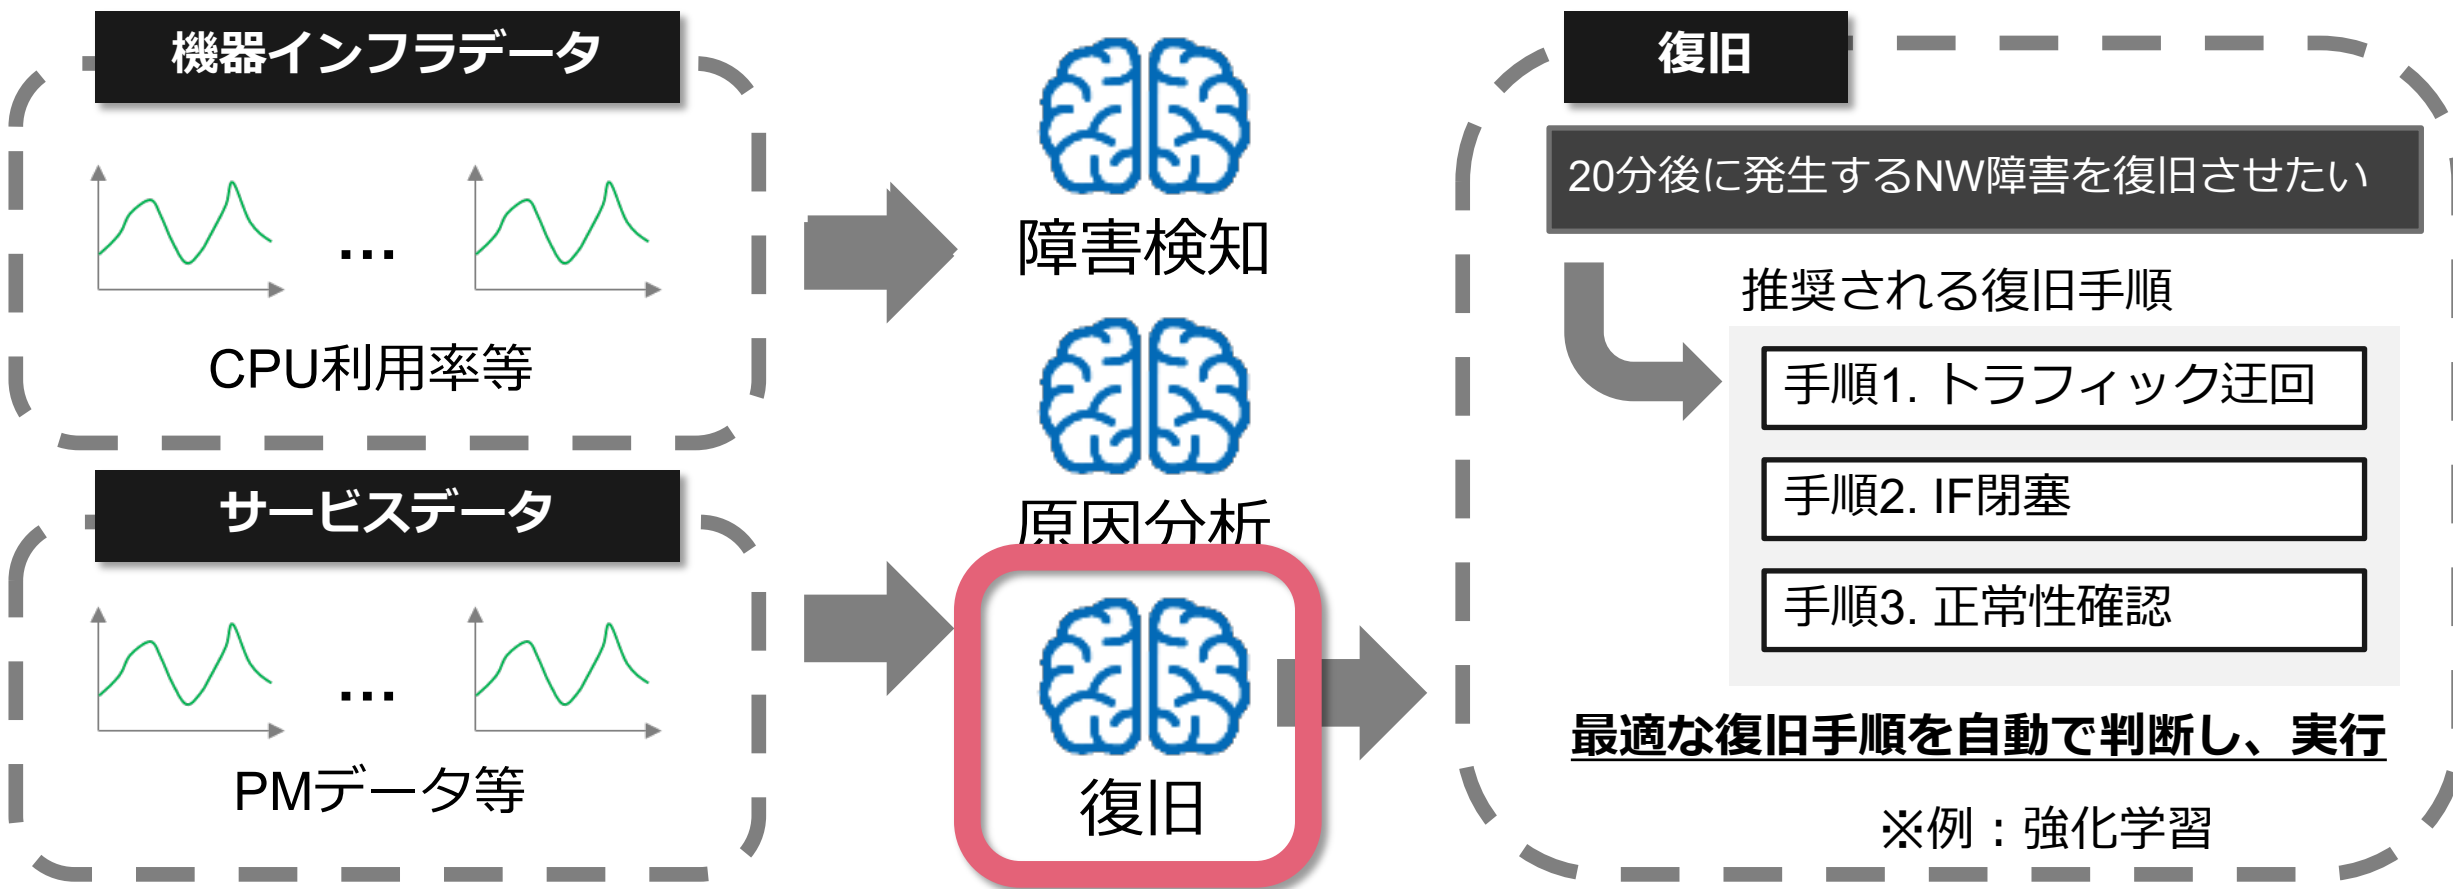 機器インフラデータ
…
CPU利用率等
サービスデータ
…
PMデータ等
障害検知
原因分析
復旧
復旧
20分後に発生するNW障害を復旧させたい
推奨される復旧手順
手順1. トラフィック迂回
手順2. IF閉塞
手順3. 正常性確認
最適な復旧手順を自動で判断し、実行
※例：強化学習